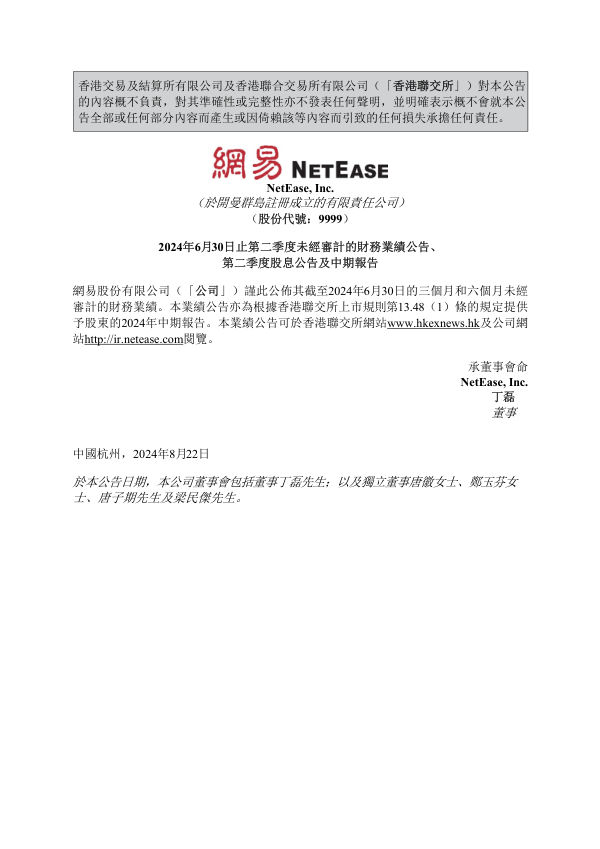 香港交易及結算所有限公司及香港聯合交易所有限公司（「香港聯交所」）對本公告
的內容概不負責，對其準確性或完整性亦不發表任何聲明，並明確表示概不會就本公
告全部或任何部分內容而產生或因倚賴該等內容而引致的任何損失承擔任何責任。
網易 NETEASE
NetEase, Inc.
（於開曼群島註冊成立的有限責任公司）
（股份代號：9999）
2024年6月30日止第二季度未經審計的財務業績公告、
第二季度股息公告及中期報告
網易股份有限公司（「公司」）謹此公佈其截至2024年6月30日的三個月和六個月未經
審計的財務業績。本業績公告亦為根據香港聯交所上市規則第13.48（1）條的規定提供
予股東的2024年中期報告。本業績公告可於香港聯交所網站www.hkexnews.hk及公司網
站http://ir.netease.com閱覽。
承董事會命
NetEase, Inc.
丁磊
董事
中國杭州，2024年8月22日
於本公告日期，本公司董事會包括董事丁磊先生；以及獨立董事唐徽女士、鄭玉芬女
士、唐子期先生及梁民傑先生。